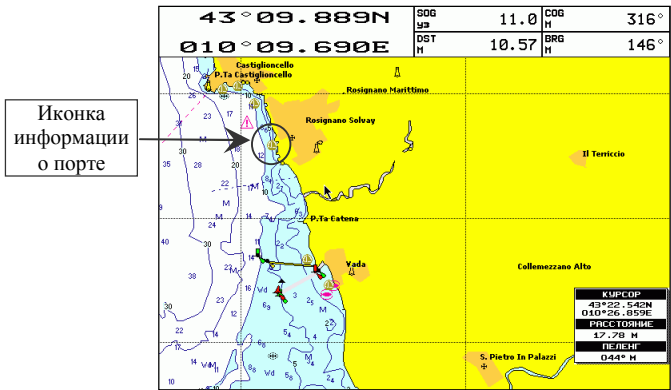 43°09.889N
SOG
уз
11.0
COG
M
316°
010°09.690E
DST
М
10.57
BRG
M
146°
Castiglioncello
P.Ta Castiglioncello
Rosignano Marittimo
Rosignano Solvay
Il Terriccio
P.Ta Catena
Vada
Collemezzano Alto
S. Pietro In Palazzi
Иконка
информации
о порте
КУРСОР
43°22.542N
010°26.859E
РАССТОЯНИЕ
17.78 М
ПЕЛЕНГ
044° М